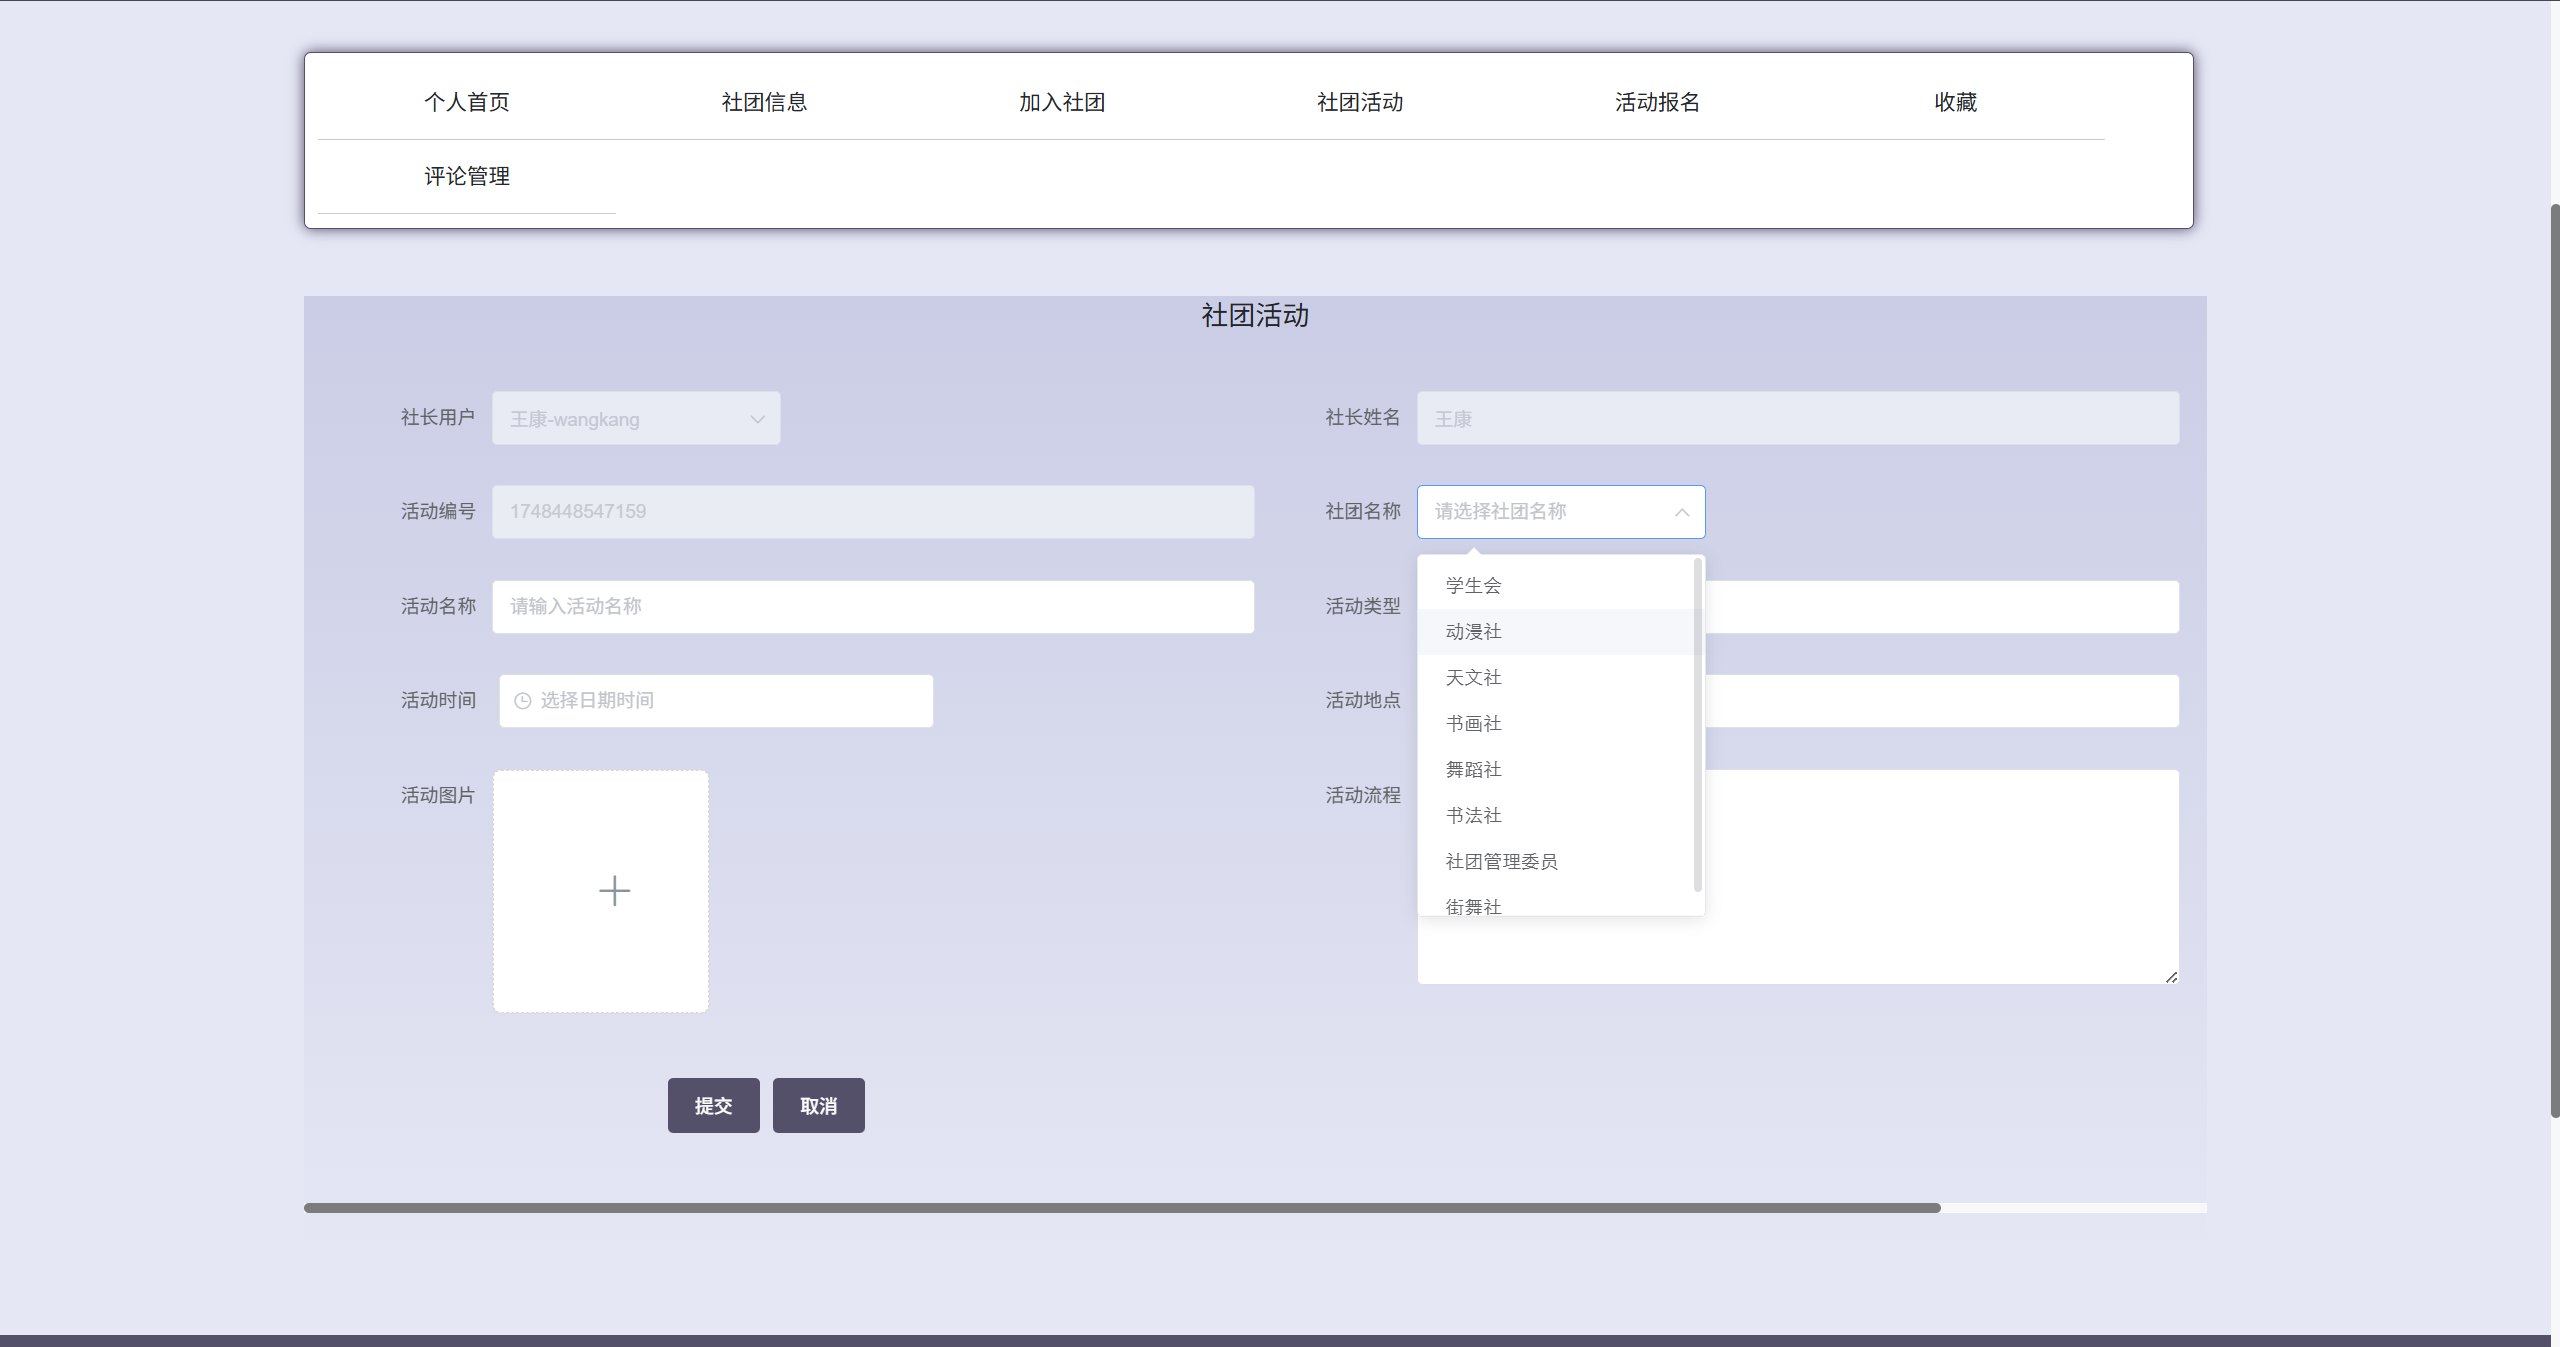 个人首页 社团信息 加入社团 社团活动 活动报名 收藏
评论管理
社团活动
社长用户 王康-wangkang 社长姓名 王康
活动编号 1748448547159 社团名称 请选择社团名称
学生会
活动名称 请输入活动名称 活动类型
动漫社
天文社
活动时间 选择日期时间 活动地点
书画社
舞蹈社
活动图片 活动流程
书法社
社团管理委员
街舞社
提交 取消